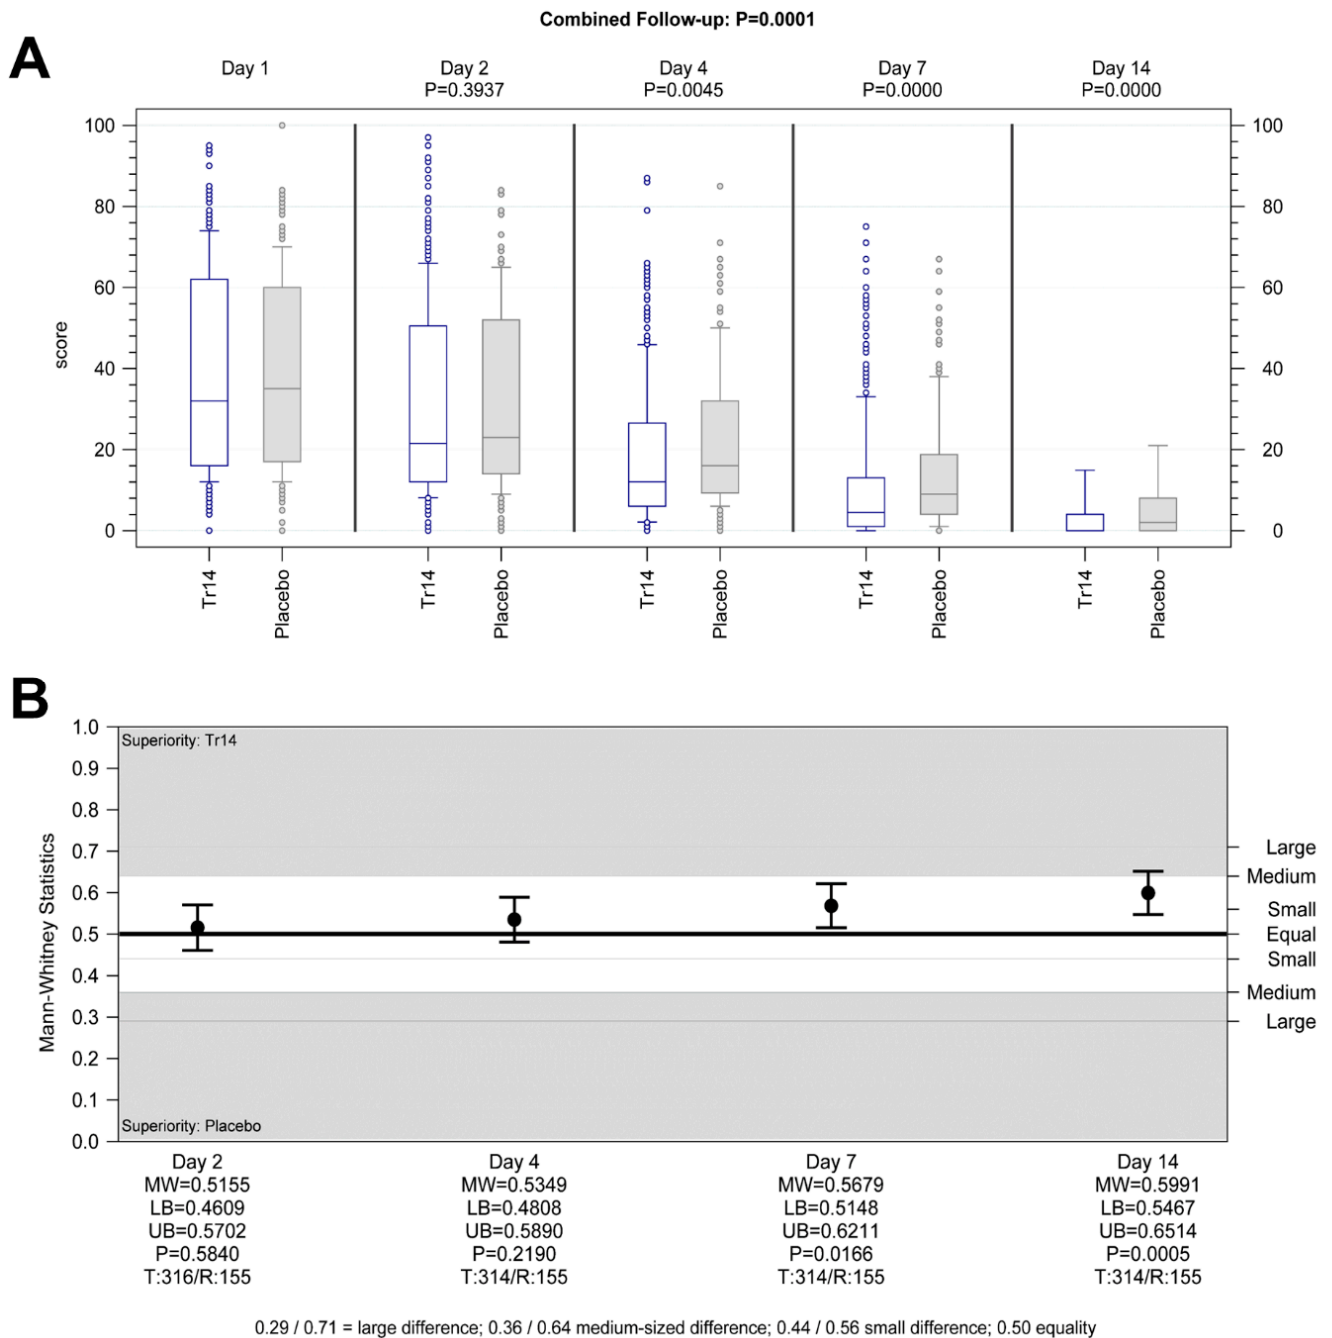 Combined Follow-up: P=0.0001
A
Day 1 Day 2 Day 4 Day 7 Day 14
P=0.3937 P=0.0045 P=0.0000 P=0.0000
score
100 100
80 80
60 60
40 40
20 20
0 0
Tr14 Placebo Tr14 Placebo Tr14 Placebo Tr14 Placebo Tr14 Placebo
B
Mann-Whitney Statistics
1.0
Superiority: Tr14
0.9
0.8
0.7 Large
Medium
0.6
Small
0.5 Equal
Small
0.4
Medium
0.3 Large
0.2
0.1
Superiority: Placebo
0.0
Day 2 Day 4 Day 7 Day 14
MW=0.5155 MW=0.5349 MW=0.5679 MW=0.5991
LB=0.4609 LB=0.4808 LB=0.5148 LB=0.5467
UB=0.5702 UB=0.5890 UB=0.6211 UB=0.6514
P=0.5840 P=0.2190 P=0.0166 P=0.0005
T:316/R:155 T:314/R:155 T:314/R:155 T:314/R:155
0.29 / 0.71 = large difference; 0.36 / 0.64 medium-sized difference; 0.44 / 0.56 small difference; 0.50 equality